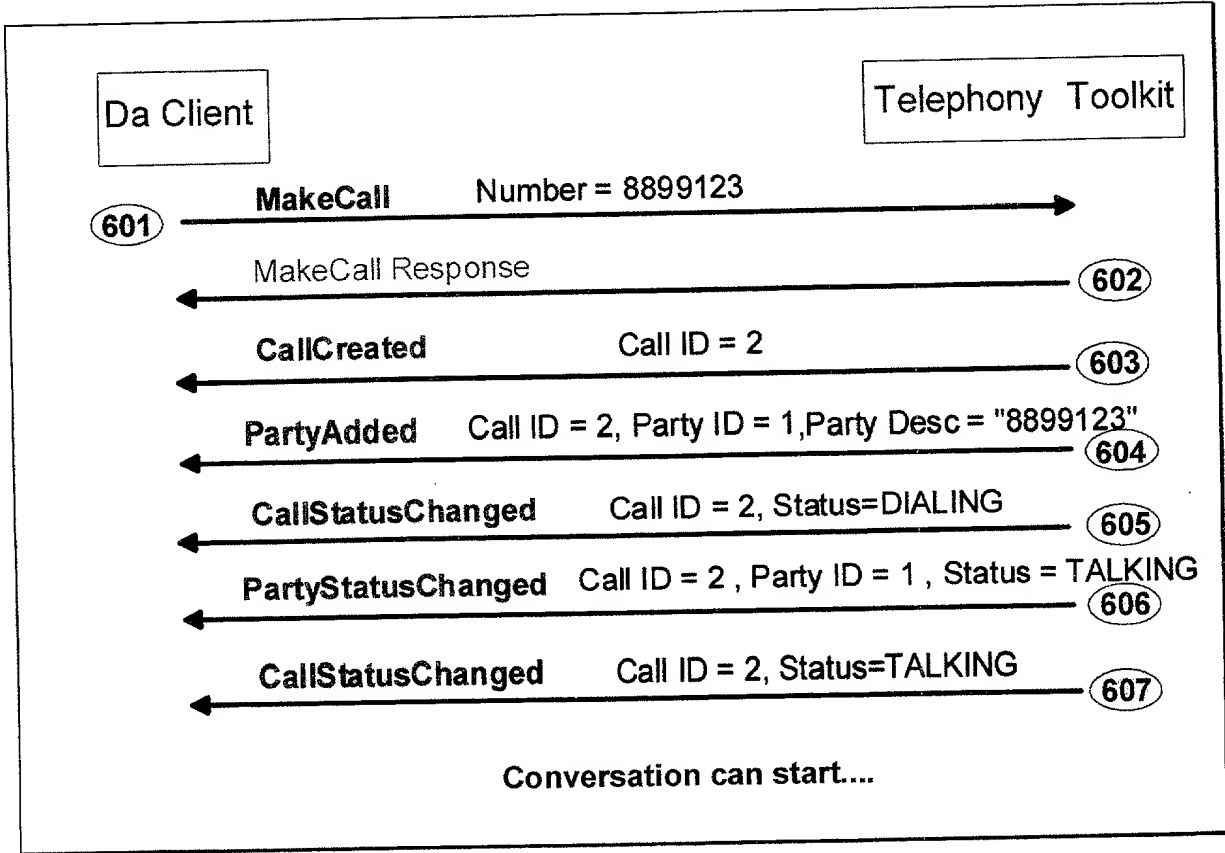 Da Client
Telephony Toolkit
MakeCall Number = 8899123
601
MakeCall Response
602
CallCreated Call ID = 2
603
PartyAdded Call ID = 2, Party ID = 1,Party Desc = "8899123"
604
CallStatusChanged Call ID = 2, Status=DIALING
605
PartyStatusChanged Call ID = 2 , Party ID = 1 , Status = TALKING
606
CallStatusChanged Call ID = 2, Status=TALKING
607
Conversation can start....